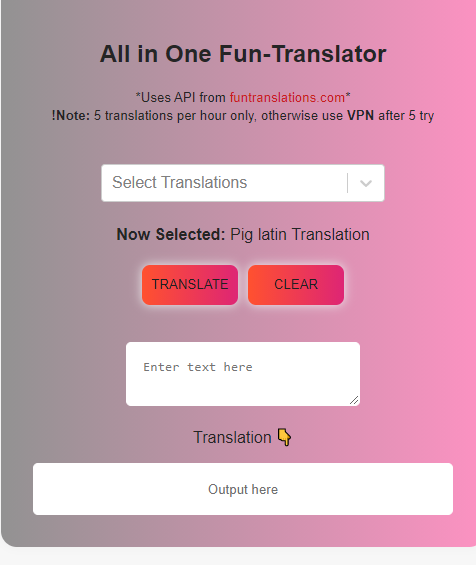 All in One Fun-Translator
*Uses API from funtranslations.com*
!Note: 5 translations per hour only, otherwise use VPN after 5 try
Select Translations
Now Selected: Pig latin Translation
TRANSLATE CLEAR
Enter text here
Translation 👇
Output here